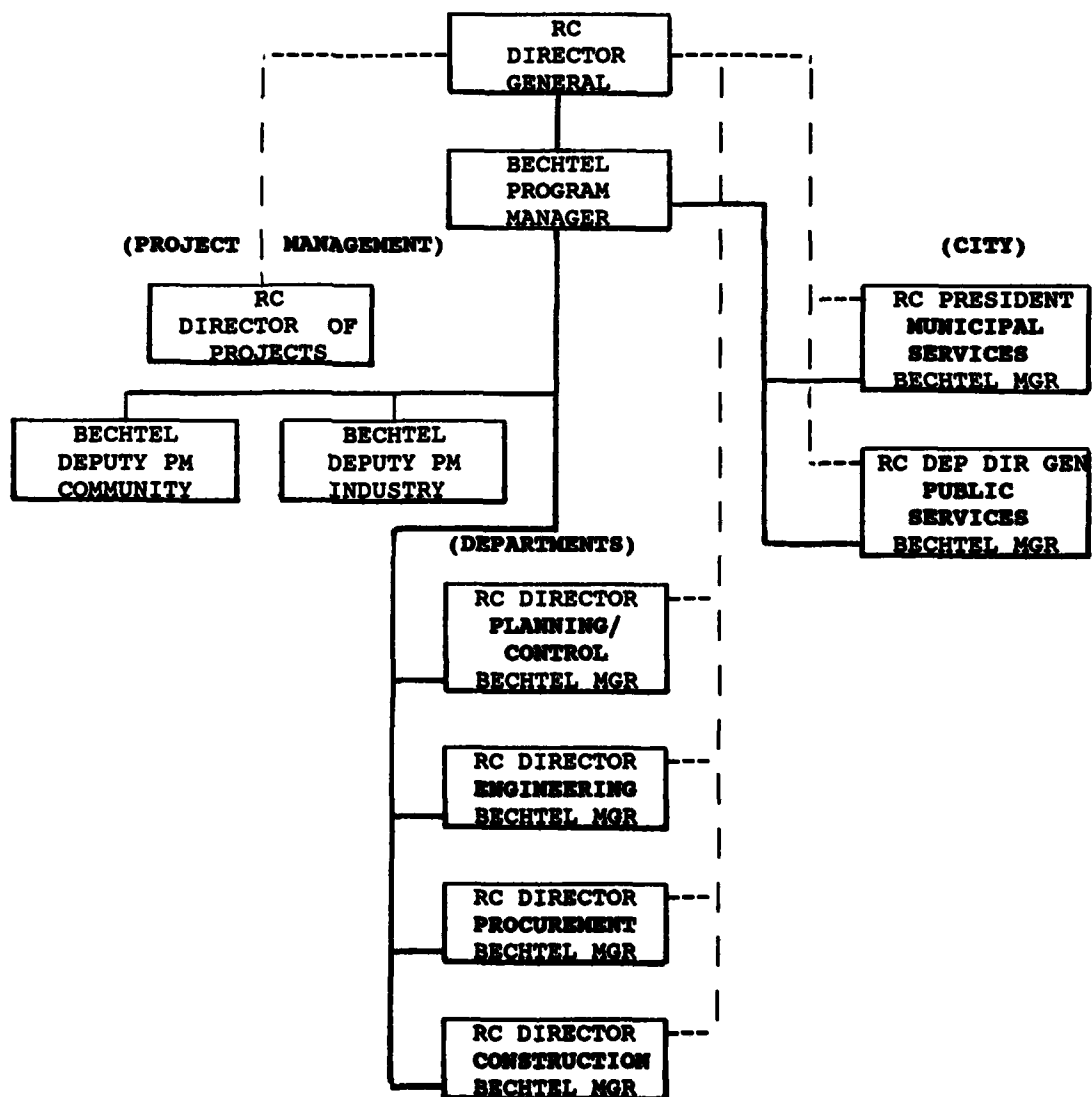 RC
DIRECTOR
GENERAL
BECHTEL
PROGRAM
MANAGER
(PROJECT MANAGEMENT)
(CITY)
RC
DIRECTOR OF
PROJECTS
RC PRESIDENT
MUNICIPAL
SERVICES
BECHTEL MGR
BECHTEL
DEPUTY PM
COMMUNITY
BECHTEL
DEPUTY PM
INDUSTRY
RC DEP DIR GEN
PUBLIC
SERVICES
BECHTEL MGR
(DEPARTMENTS)
RC DIRECTOR
PLANNING/
CONTROL
BECHTEL MGR
RC DIRECTOR
ENGINEERING
BECHTEL MGR
RC DIRECTOR
PROCUREMENT
BECHTEL MGR
RC DIRECTOR
CONSTRUCTION
BECHTEL MGR